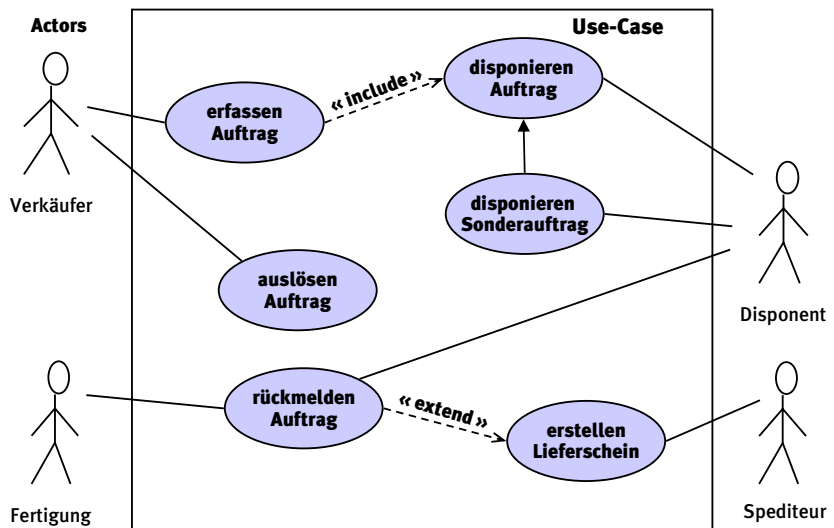 Actors
Use-Case
disponieren
Auftrag
« include »
erfassen
Auftrag
Verkäufer
disponieren
Sonderauftrag
auslösen
Auftrag
Disponent
rückmelden
Auftrag
« extend »
erstellen
Lieferschein
Fertigung
Spediteur